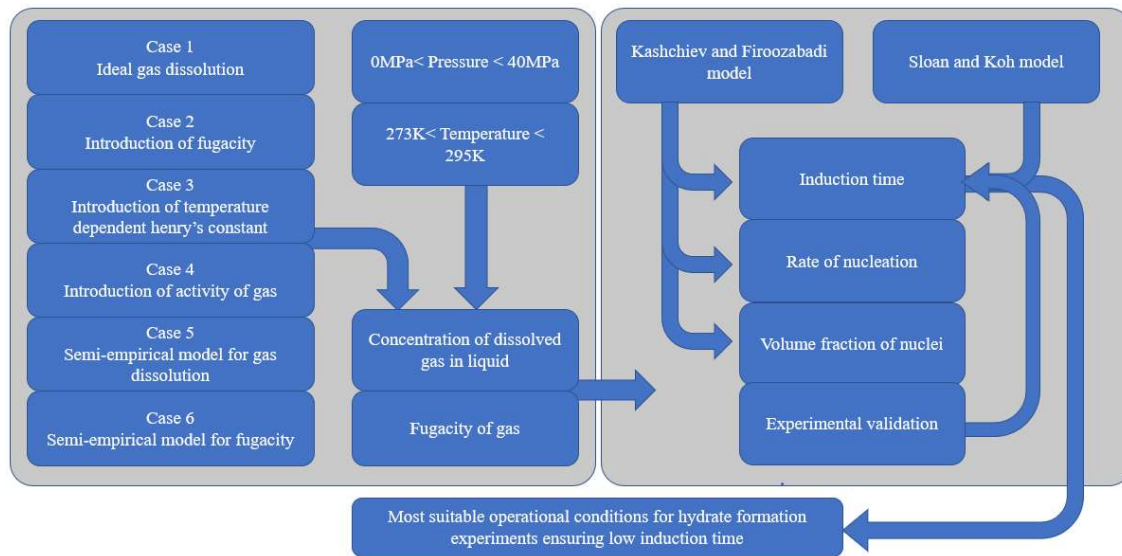 Case 1
Ideal gas dissolution
Case 2
Introduction of fugacity
Case 3
Introduction of temperature
dependent henry's constant
Case 4
Introduction of activity of gas
Case 5
Semi-empirical model for gas
dissolution
Case 6
Semi-empirical model for fugacity
0MPa< Pressure < 40MPa
273K< Temperature <
295K
Concentration of dissolved
gas in liquid
Fugacity of gas
Kashchiev and Firoozabadi
model
Sloan and Koh model
Induction time
Rate of nucleation
Volume fraction of nuclei
Experimental validation
Most suitable operational conditions for hydrate formation
experiments ensuring low induction time